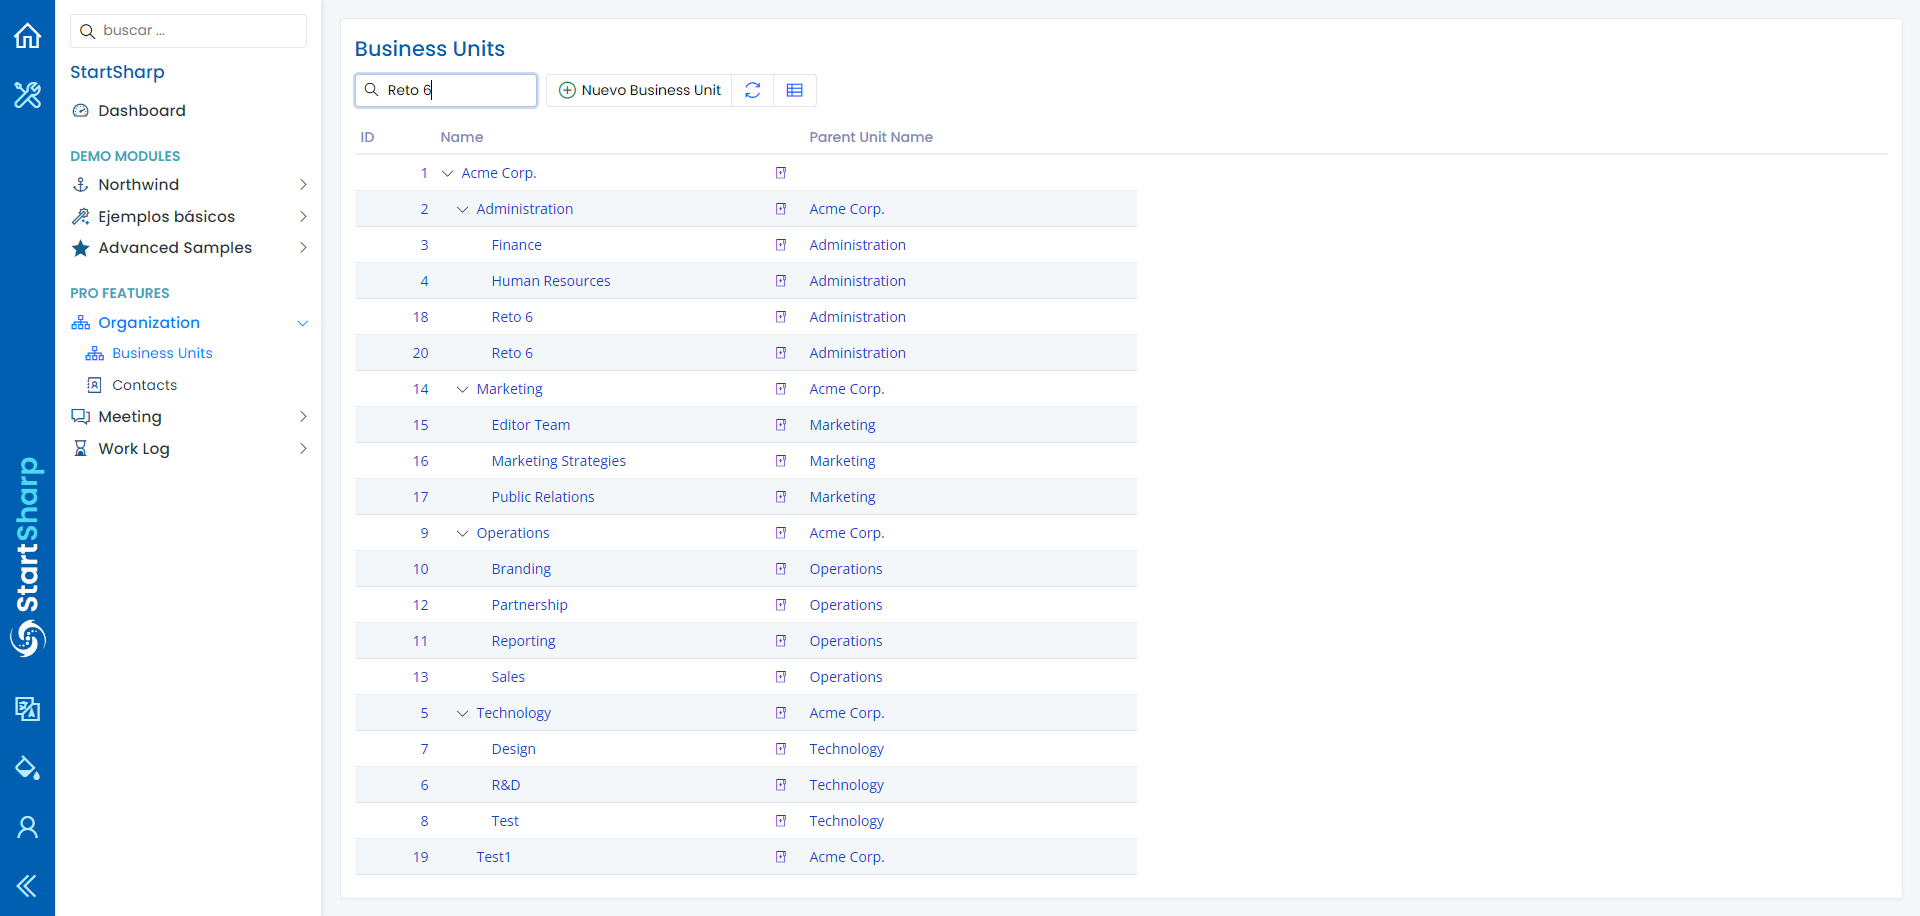 buscar ...
StartSharp
Dashboard
DEMO MODULES
Northwind
Ejemplos básicos
Advanced Samples
PRO FEATURES
Organization
Business Units
Contacts
Meeting
Work Log
StartSharp
Business Units
Reto 6
Nuevo Business Unit
ID Name Parent Unit Name
1 Acme Corp.
2 Administration Acme Corp.
3 Finance Administration
4 Human Resources Administration
18 Reto 6 Administration
20 Reto 6 Administration
14 Marketing Acme Corp.
15 Editor Team Marketing
16 Marketing Strategies Marketing
17 Public Relations Marketing
9 Operations Acme Corp.
10 Branding Operations
12 Partnership Operations
11 Reporting Operations
13 Sales Operations
5 Technology Acme Corp.
7 Design Technology
6 R&D Technology
8 Test Technology
19 Test1 Acme Corp.